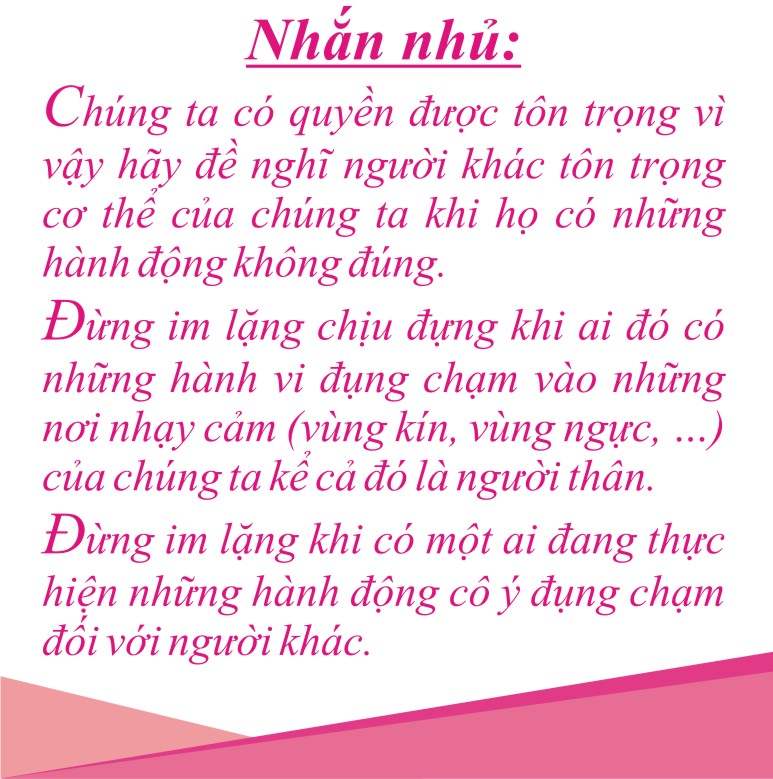 Nhắn nhủ:
Chúng ta có quyền được tôn trọng vì
vậy hãy đề nghĩ người khác tôn trọng
cơ thể của chúng ta khi họ có những
hành động không đúng.
Đừng im lặng chịu đựng khi ai đó có
những hành vi đụng chạm vào những
nơi nhạy cảm (vùng kín, vùng ngực, ...)
của chúng ta kể cả đó là người thân.
Đừng im lặng khi có một ai đang thực
hiện những hành động cô ý đụng chạm
đối với người khác.